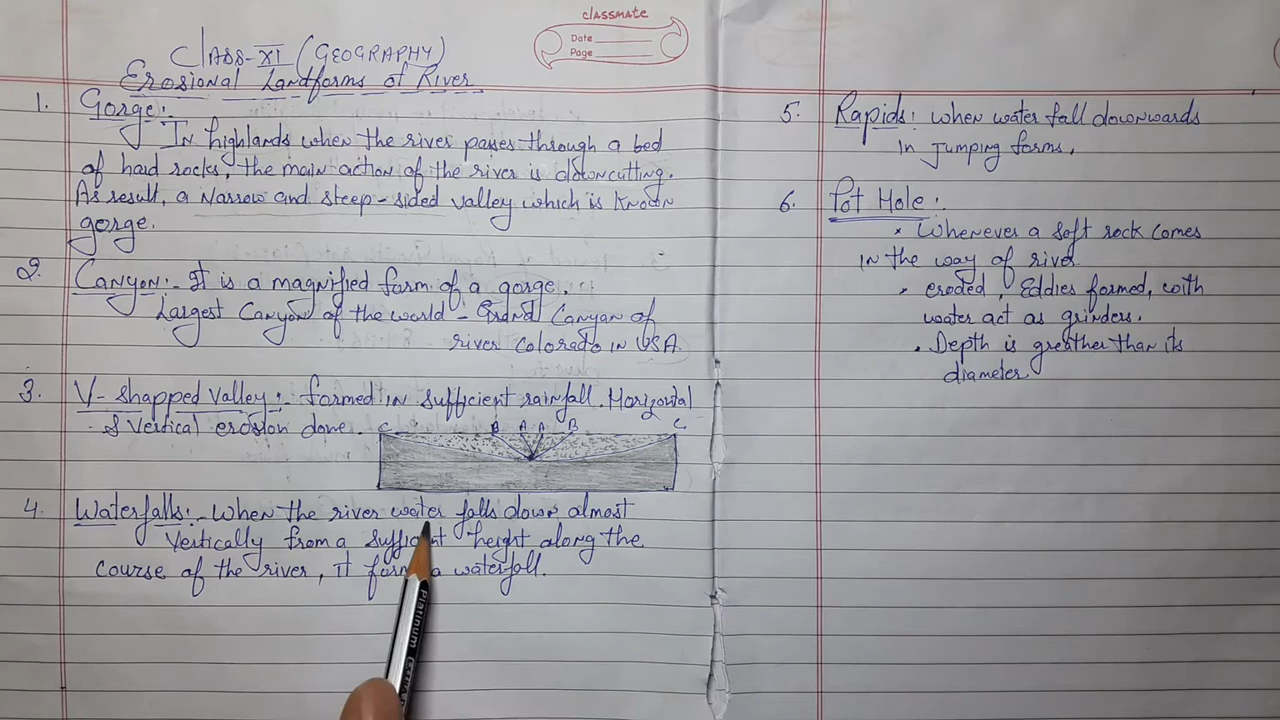 classmate
Date
Page
Class-XI (GEOGRAPHY)
Erosional Landforms of River
1. Gorge:-
In highlands when the river passes through a bed
of hard rocks, the main action of the river is downcutting.
As result, a Narrow and steep-sided valley which is known
gorge.
2. Canyon:- It is a magnified form of a gorge.
Largest Canyon of the world - Grand Canyan of
river colorado in USA.
3. V- shapped valley:- formed in sufficient rainfall. Horizontal
& Vertical erosion done.
C B A A B C
4. Waterfalls:- When the river water falls down almost
vertically from a sufficient height along the
course of the river, it forms a waterfall.
5. Rapids: when water fall downwards
in Jumping forms.
6. Pot Hole:-
* Whenever a soft rock comes
in the way of river
* eroded, Eddies formed, with
water act as grinders.
• Depth is greather than its
diameter
Platinum